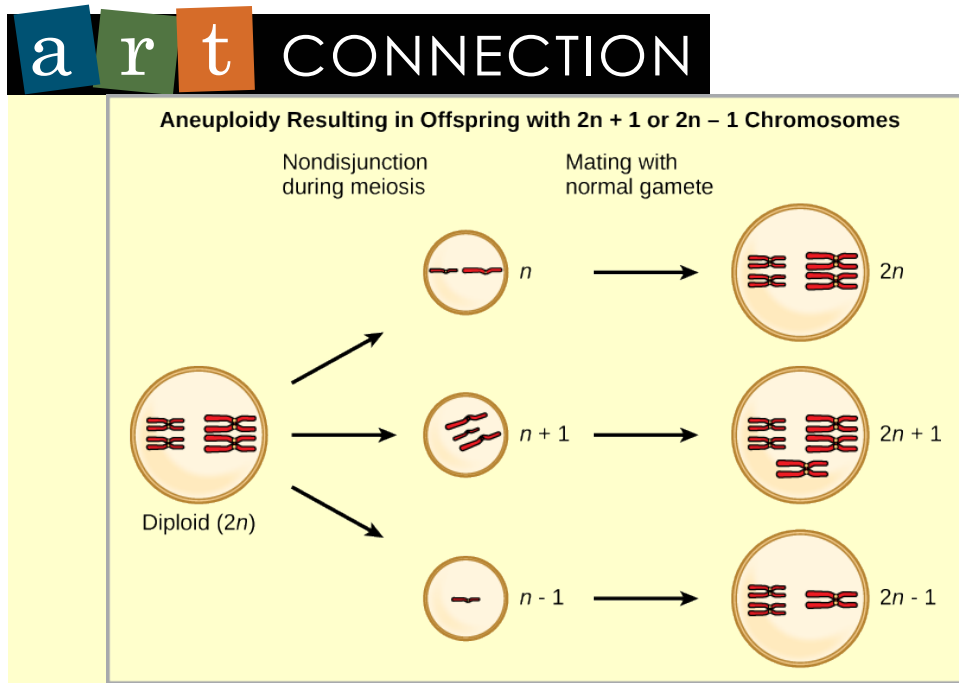 art CONNECTION
Aneuploidy Resulting in Offspring with 2n + 1 or 2n – 1 Chromosomes
Nondisjunction
during meiosis
Mating with
normal gamete
n
2n
n + 1
2n + 1
Diploid (2n)
n - 1
2n - 1